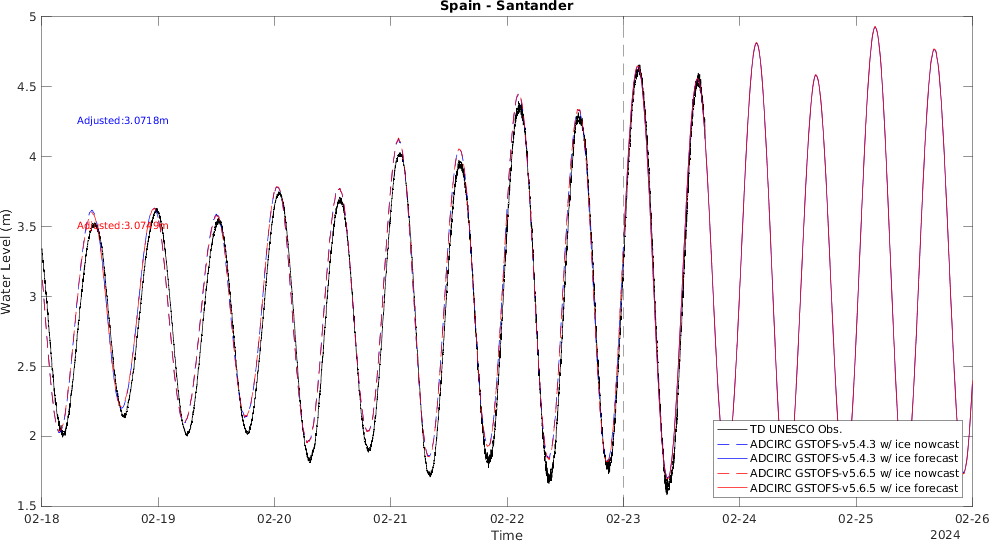 Spain - Santander
5
4.5
4
3.5
3
2.5
2
1.5
Water Level (m)
Adjusted:3.0718m
Adjusted:3.0749m
TD UNESCO Obs.
ADCIRC GSTOFS-v5.4.3 w/ ice nowcast
ADCIRC GSTOFS-v5.4.3 w/ ice forecast
ADCIRC GSTOFS-v5.6.5 w/ ice nowcast
ADCIRC GSTOFS-v5.6.5 w/ ice forecast
02-18 02-19 02-20 02-21 02-22 02-23 02-24 02-25 02-26
Time
2024